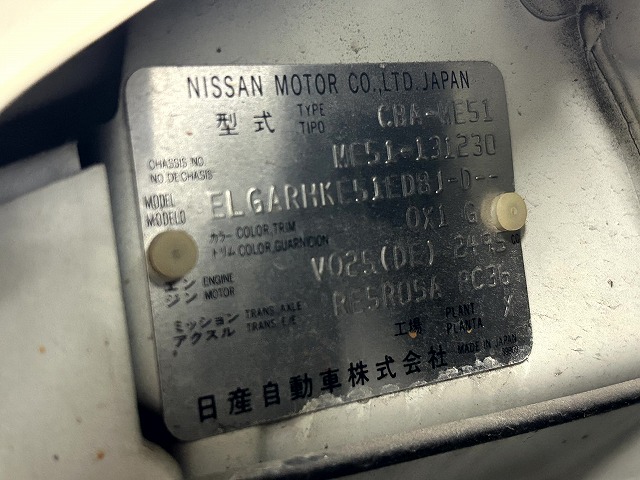 NISSAN MOTOR CO.,LTD. JAPAN
型式 TYPE TIPO CBA-ME51
CHASSIS NO. NO.DE CHASIS ME51-131230
MODEL MODELO ELGARHKE51EDBJ-D--
カラー COLOR,TRIM トリム COLOR,GUARNICION QX1 G
エンジン ENGINE MOTOR VQ25(DE) 2495 cc
ミッション アクスル TRANS. AXLE TRANS. EJE RE5R05A PC36
工場 PLANT PLANTA X
日産自動車株式会社 MADE IN JAPAN